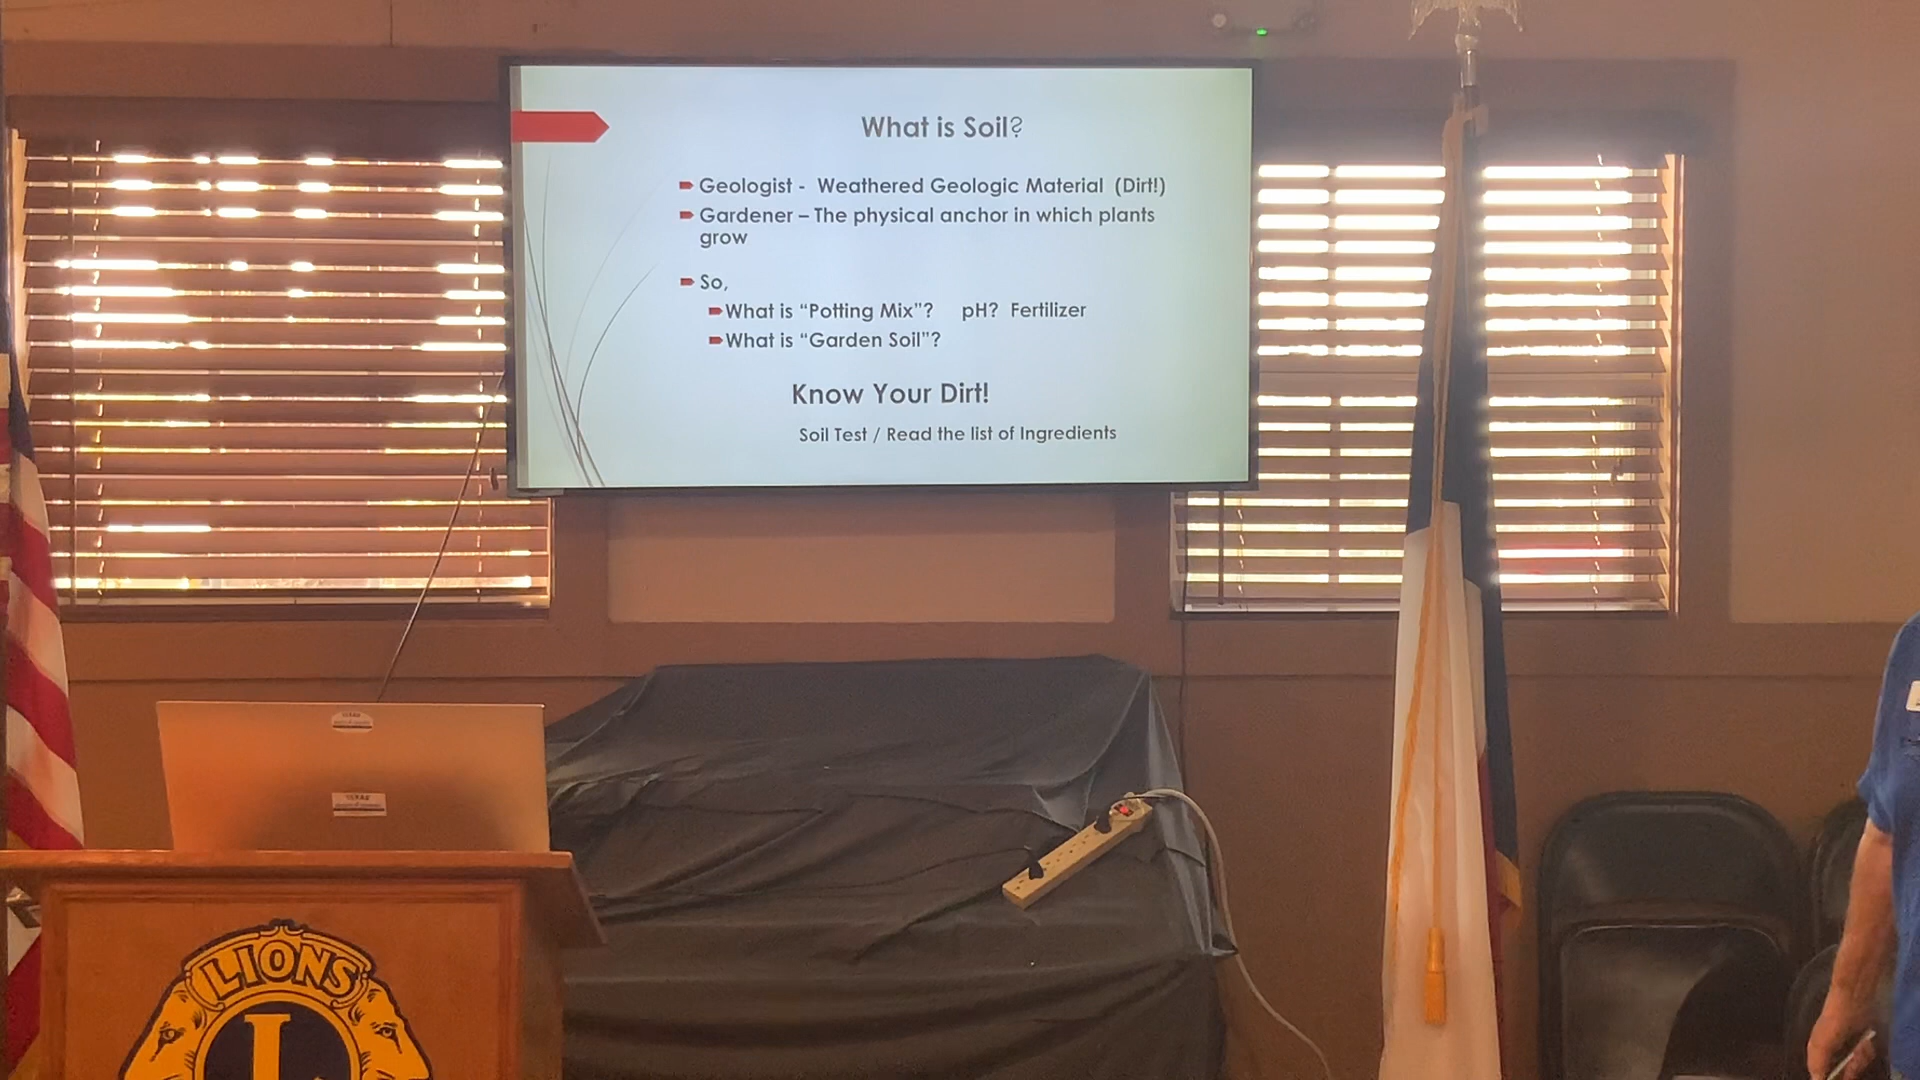 What is Soil?
Geologist - Weathered Geologic Material (Dirt!)
Gardener – The physical anchor in which plants
grow
So,
What is “Potting Mix”? pH? Fertilizer
What is “Garden Soil”?
Know Your Dirt!
Soil Test / Read the list of Ingredients
TEXAS
TEXAS
LIONS
L